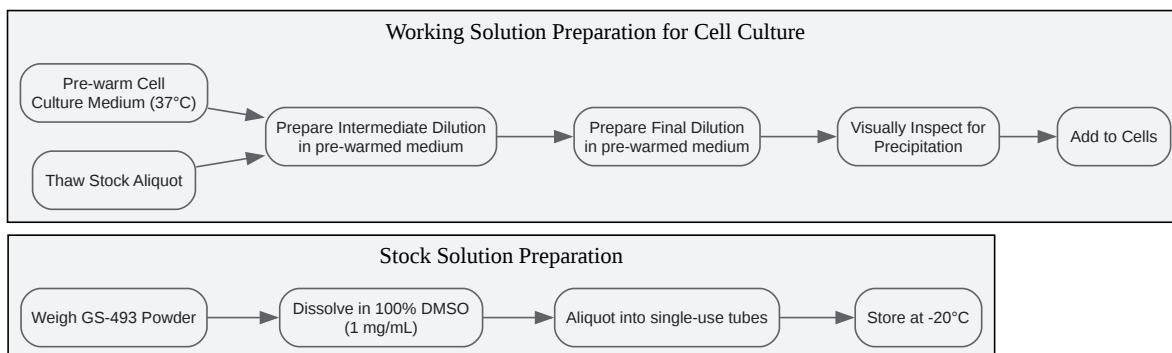 Working Solution Preparation for Cell Culture
Pre-warm Cell
Culture Medium (37°C)
Thaw Stock Aliquot
Prepare Intermediate Dilution
in pre-warmed medium
Prepare Final Dilution
in pre-warmed medium
Visually Inspect for
Precipitation
Add to Cells
Stock Solution Preparation
Weigh GS-493 Powder
Dissolve in 100% DMSO
(1 mg/mL)
Aliquot into single-use tubes
Store at -20°C